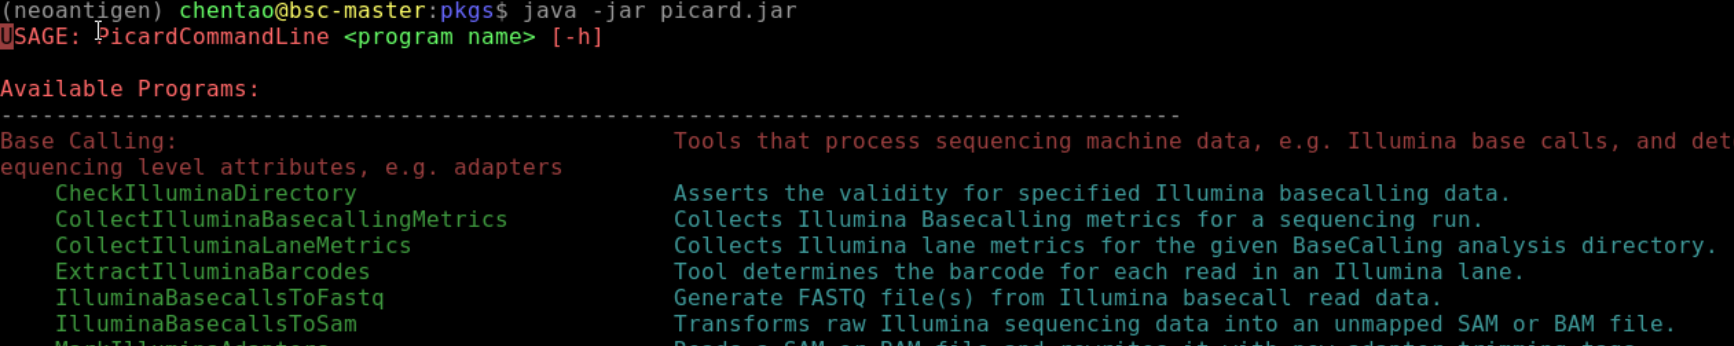 (neoantigen) chentao@bsc-master:pkgs$ java -jar picard.jar
USAGE: PicardCommandLine <program name> [-h]
Available Programs:
--------------------------------------------------------------------------------------
Base Calling:                                    Tools that process sequencing machine data, e.g. Illumina base calls, and det
equencing level attributes, e.g. adapters
    CheckIlluminaDirectory                       Asserts the validity for specified Illumina basecalling data.
    CollectIlluminaBasecallingMetrics            Collects Illumina Basecalling metrics for a sequencing run.
    CollectIlluminaLaneMetrics                   Collects Illumina lane metrics for the given BaseCalling analysis directory.
    ExtractIlluminaBarcodes                      Tool determines the barcode for each read in an Illumina lane.
    IlluminaBasecallsToFastq                     Generate FASTQ file(s) from Illumina basecall read data.
    IlluminaBasecallsToSam                       Transforms raw Illumina sequencing data into an unmapped SAM or BAM file.